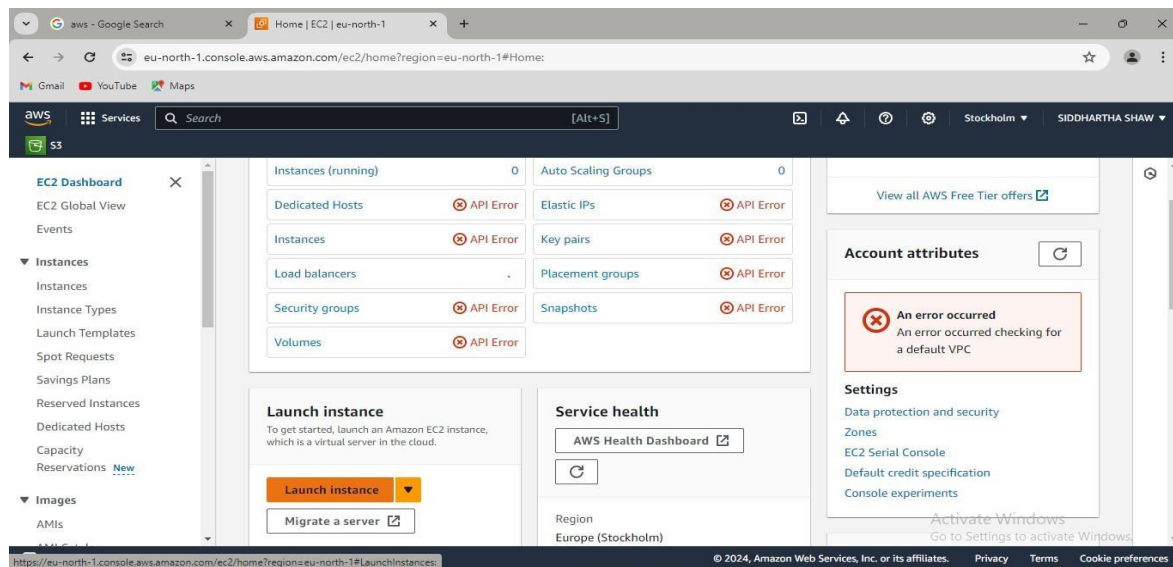 aws - Google Search
Home | EC2 | eu-north-1
eu-north-1.console.aws.amazon.com/ec2/home?region=eu-north-1#Home:
Gmail YouTube Maps
aws Services Search [Alt+S] Stockholm SIDDHARTHA SHAW
S3
EC2 Dashboard
EC2 Global View
Events
Instances
Instances
Instance Types
Launch Templates
Spot Requests
Savings Plans
Reserved Instances
Dedicated Hosts
Capacity
Reservations New
Images
AMIs
Instances (running) 0 Auto Scaling Groups 0
Dedicated Hosts API Error Elastic IPs API Error
Instances API Error Key pairs API Error
Load balancers . Placement groups API Error
Security groups API Error Snapshots API Error
Volumes API Error
Launch instance
To get started, launch an Amazon EC2 instance,
which is a virtual server in the cloud.
Launch instance
Migrate a server
Service health
AWS Health Dashboard
Region
Europe (Stockholm)
View all AWS Free Tier offers
Account attributes
An error occurred
An error occurred checking for
a default VPC
Settings
Data protection and security
Zones
EC2 Serial Console
Default credit specification
Console experiments
Activate Windows
Go to Settings to activate Windows.
https://eu-north-1.console.aws.amazon.com/ec2/home?region=eu-north-1#LaunchInstances:
© 2024, Amazon Web Services, Inc. or its affiliates. Privacy Terms Cookie preferences